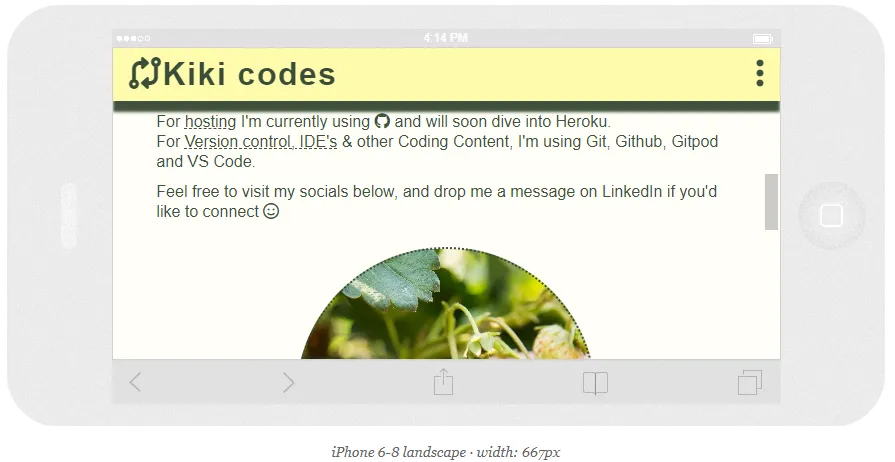 4:14 PM
Kiki codes
For hosting I'm currently using and will soon dive into Heroku.
For Version control, IDE's & other Coding Content, I'm using Git, Github, Gitpod
and VS Code.
Feel free to visit my socials below, and drop me a message on LinkedIn if you'd
like to connect
iPhone 6-8 landscape · width: 667px